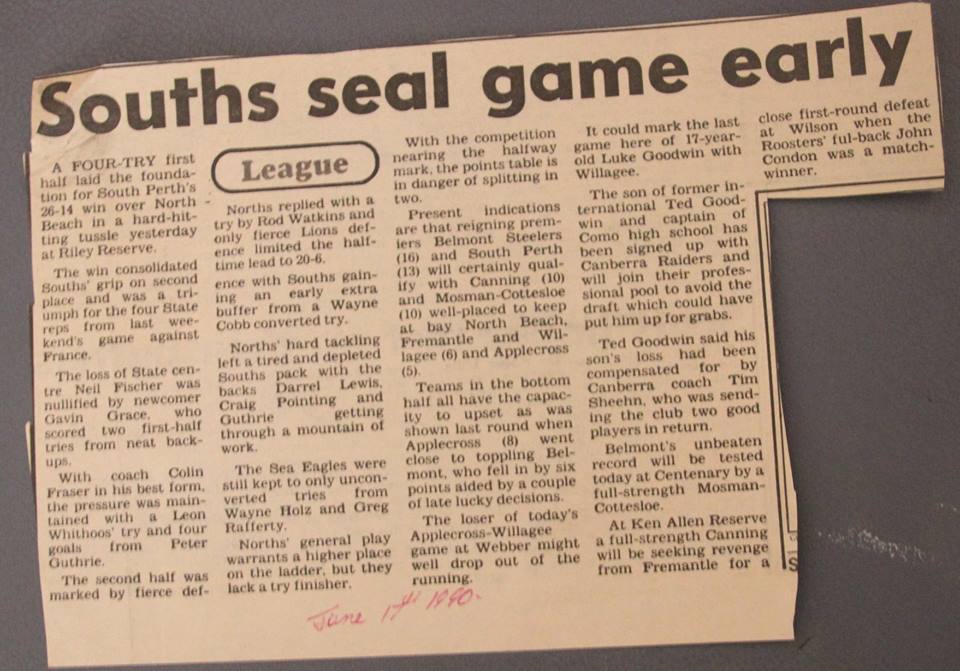 Souths seal game early
A FOUR-TRY first
half laid the founda-
tion for South Perth's
26-14 win over North
Beach in a hard-hit-
ting tussle yesterday
at Riley Reserve.
The win consolidated
Souths' grip on second
place and was a tri-
umph for the four State
reps from last wee-
kend's game against
France.
The loss of State cen-
tre Neil Fischer was
nullified by newcomer
Gavin Grace, who
scored two first-half
tries from neat back-
ups.
With coach Colin
Fraser in his best form,
the pressure was main-
tained with a Leon
Whithoos' try and four
goals from Peter
Guthrie.
The second half was
marked by fierce def-
League
Norths replied with a
try by Rod Watkins and
only fierce Lions def-
ence limited the half-
time lead to 20-6.
ence with Souths gain-
ing an early extra
buffer from a Wayne
Cobb converted try.
Norths' hard tackling
left a tired and depleted
Souths pack with the
backs Darrel Lewis,
Craig Pointing and
Guthrie getting
through a mountain of
work.
The Sea Eagles were
still kept to only uncon-
verted tries from
Wayne Holz and Greg
Rafferty.
Norths' general play
warrants a higher place
on the ladder, but they
lack a try finisher.
With the competition
nearing the halfway
mark, the points table is
in danger of splitting in
two.
Present indications
are that reigning prem-
iers Belmont Steelers
(16) and South Perth
(13) will certainly qual-
ify with Canning (10)
and Mosman-Cottesloe
(10) well-placed to keep
at bay North Beach,
Fremantle and Wil-
lagee (6) and Applecross
(5).
Teams in the bottom
half all have the capac-
ity to upset as was
shown last round when
Applecross (8) went
close to toppling Bel-
mont, who fell in by six
points aided by a couple
of late lucky decisions.
The loser of today's
Applecross-Willagee
game at Webber might
well drop out of the
running.
It could mark the last
game here of 17-year-
old Luke Goodwin with
Willagee.
The son of former in-
ternational Ted Good-
win and captain of
Como high school has
been signed up with
Canberra Raiders and
will join their profes-
sional pool to avoid the
draft which could have
put him up for grabs.
Ted Goodwin said his
son's loss had been
compensated for by
Canberra coach Tim
Sheehn, who was send-
ing the club two good
players in return.
Belmont's unbeaten
record will be tested
today at Centenary by a
full-strength Mosman-
Cottesloe.
At Ken Allen Reserve
a full-strength Canning
will be seeking revenge
from Fremantle for a
close first-round defeat
at Wilson when the
Roosters' ful-back John
Condon was a match-
winner.
June 17th 1990.